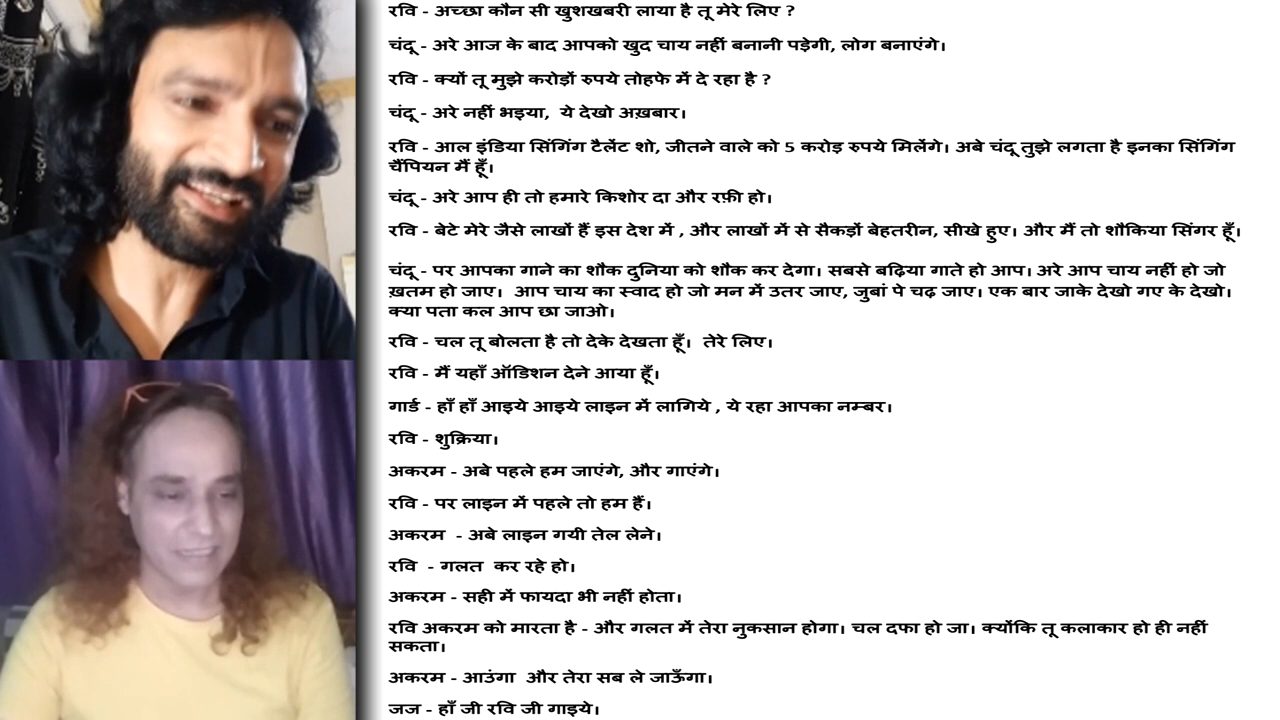 रवि - अच्छा कौन सी खुशखबरी लाया है तू मेरे लिए ?
चंदू - अरे आज के बाद आपको खुद चाय नहीं बनानी पड़ेगी, लोग बनाएंगे।
रवि - क्यों तू मुझे करोड़ों रुपये तोहफे में दे रहा है ?
चंदू - अरे नहीं भइया, ये देखो अख़बार।
रवि - आल इंडिया सिंगिंग टैलेंट शो, जीतने वाले को 5 करोड़ रुपये मिलेंगे। अबे चंदू तुझे लगता है इनका सिंगिंग
चैंपियन मैं हूँ।
चंदू - अरे आप ही तो हमारे किशोर दा और रफ़ी हो।
रवि - बेटे मेरे जैसे लाखों हैं इस देश में , और लाखों में से सैकड़ों बेहतरीन, सीखे हुए। और मैं तो शौकिया सिंगर हूँ।
चंदू - पर आपका गाने का शौक दुनिया को शौक कर देगा। सबसे बढ़िया गाते हो आप। अरे आप चाय नहीं हो जो
ख़तम हो जाए। आप चाय का स्वाद हो जो मन में उतर जाए, जुबां पे चढ़ जाए। एक बार जाके देखो गए के देखो।
क्या पता कल आप छा जाओ।
रवि - चल तू बोलता है तो देके देखता हूँ। तेरे लिए।
रवि - मैं यहाँ ऑडिशन देने आया हूँ।
गार्ड - हाँ हाँ आइये आइये लाइन में लागिये , ये रहा आपका नम्बर।
रवि - शुक्रिया।
अकरम - अबे पहले हम जाएंगे, और गाएंगे।
रवि - पर लाइन में पहले तो हम हैं।
अकरम - अबे लाइन गयी तेल लेने।
रवि - गलत कर रहे हो।
अकरम - सही में फायदा भी नहीं होता।
रवि अकरम को मारता है - और गलत में तेरा नुकसान होगा। चल दफा हो जा। क्योंकि तू कलाकार हो ही नहीं
सकता।
अकरम - आउंगा और तेरा सब ले जाऊँगा।
जज - हाँ जी रवि जी गाइये।